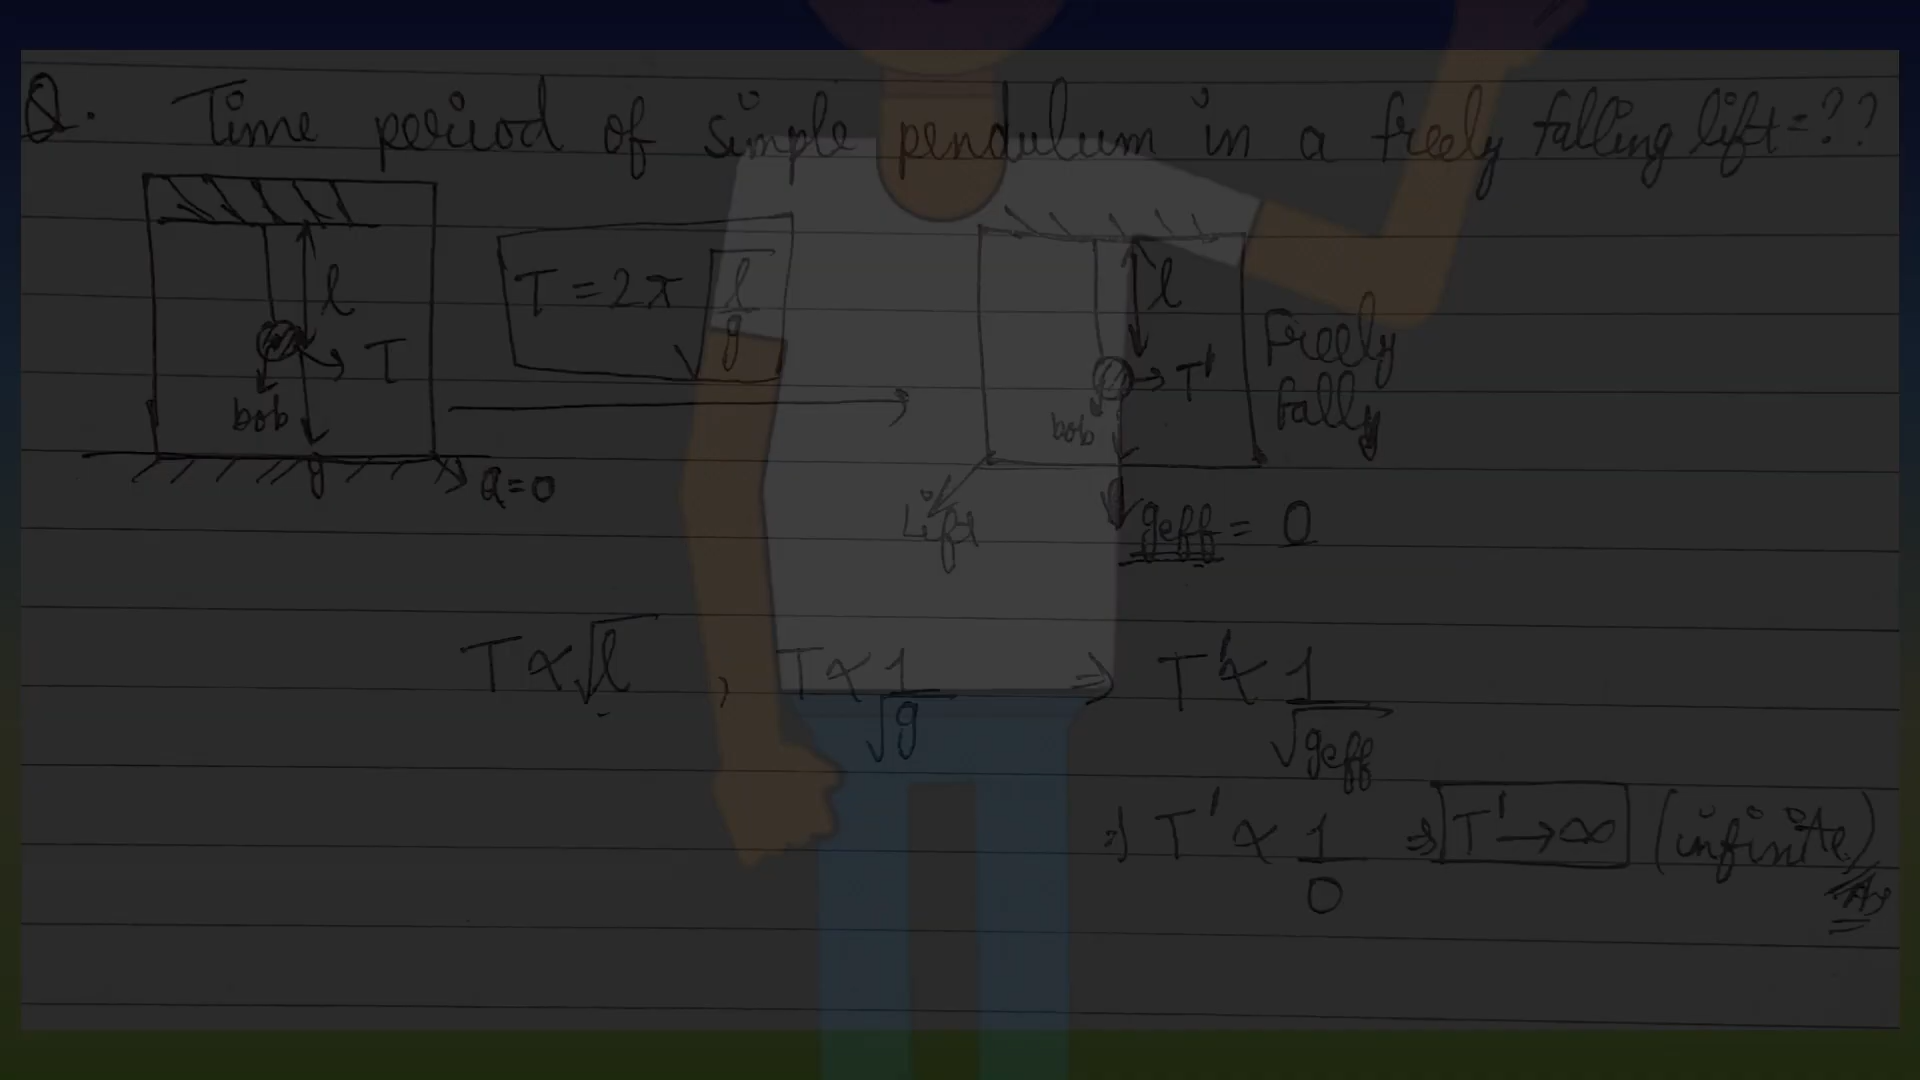 Q. Time period of simple pendulum in a freely falling lift = ??
l
T
bob
g
a=0
T = 2π √(l/g)
l
T'
bob
Lift
Freely
fally
geff = 0
T ∝ √l , T ∝ 1/√g ⇒ T' ∝ 1/√geff
⇒ T' ∝ 1/0 ⇒ T' → ∞ (infinite)